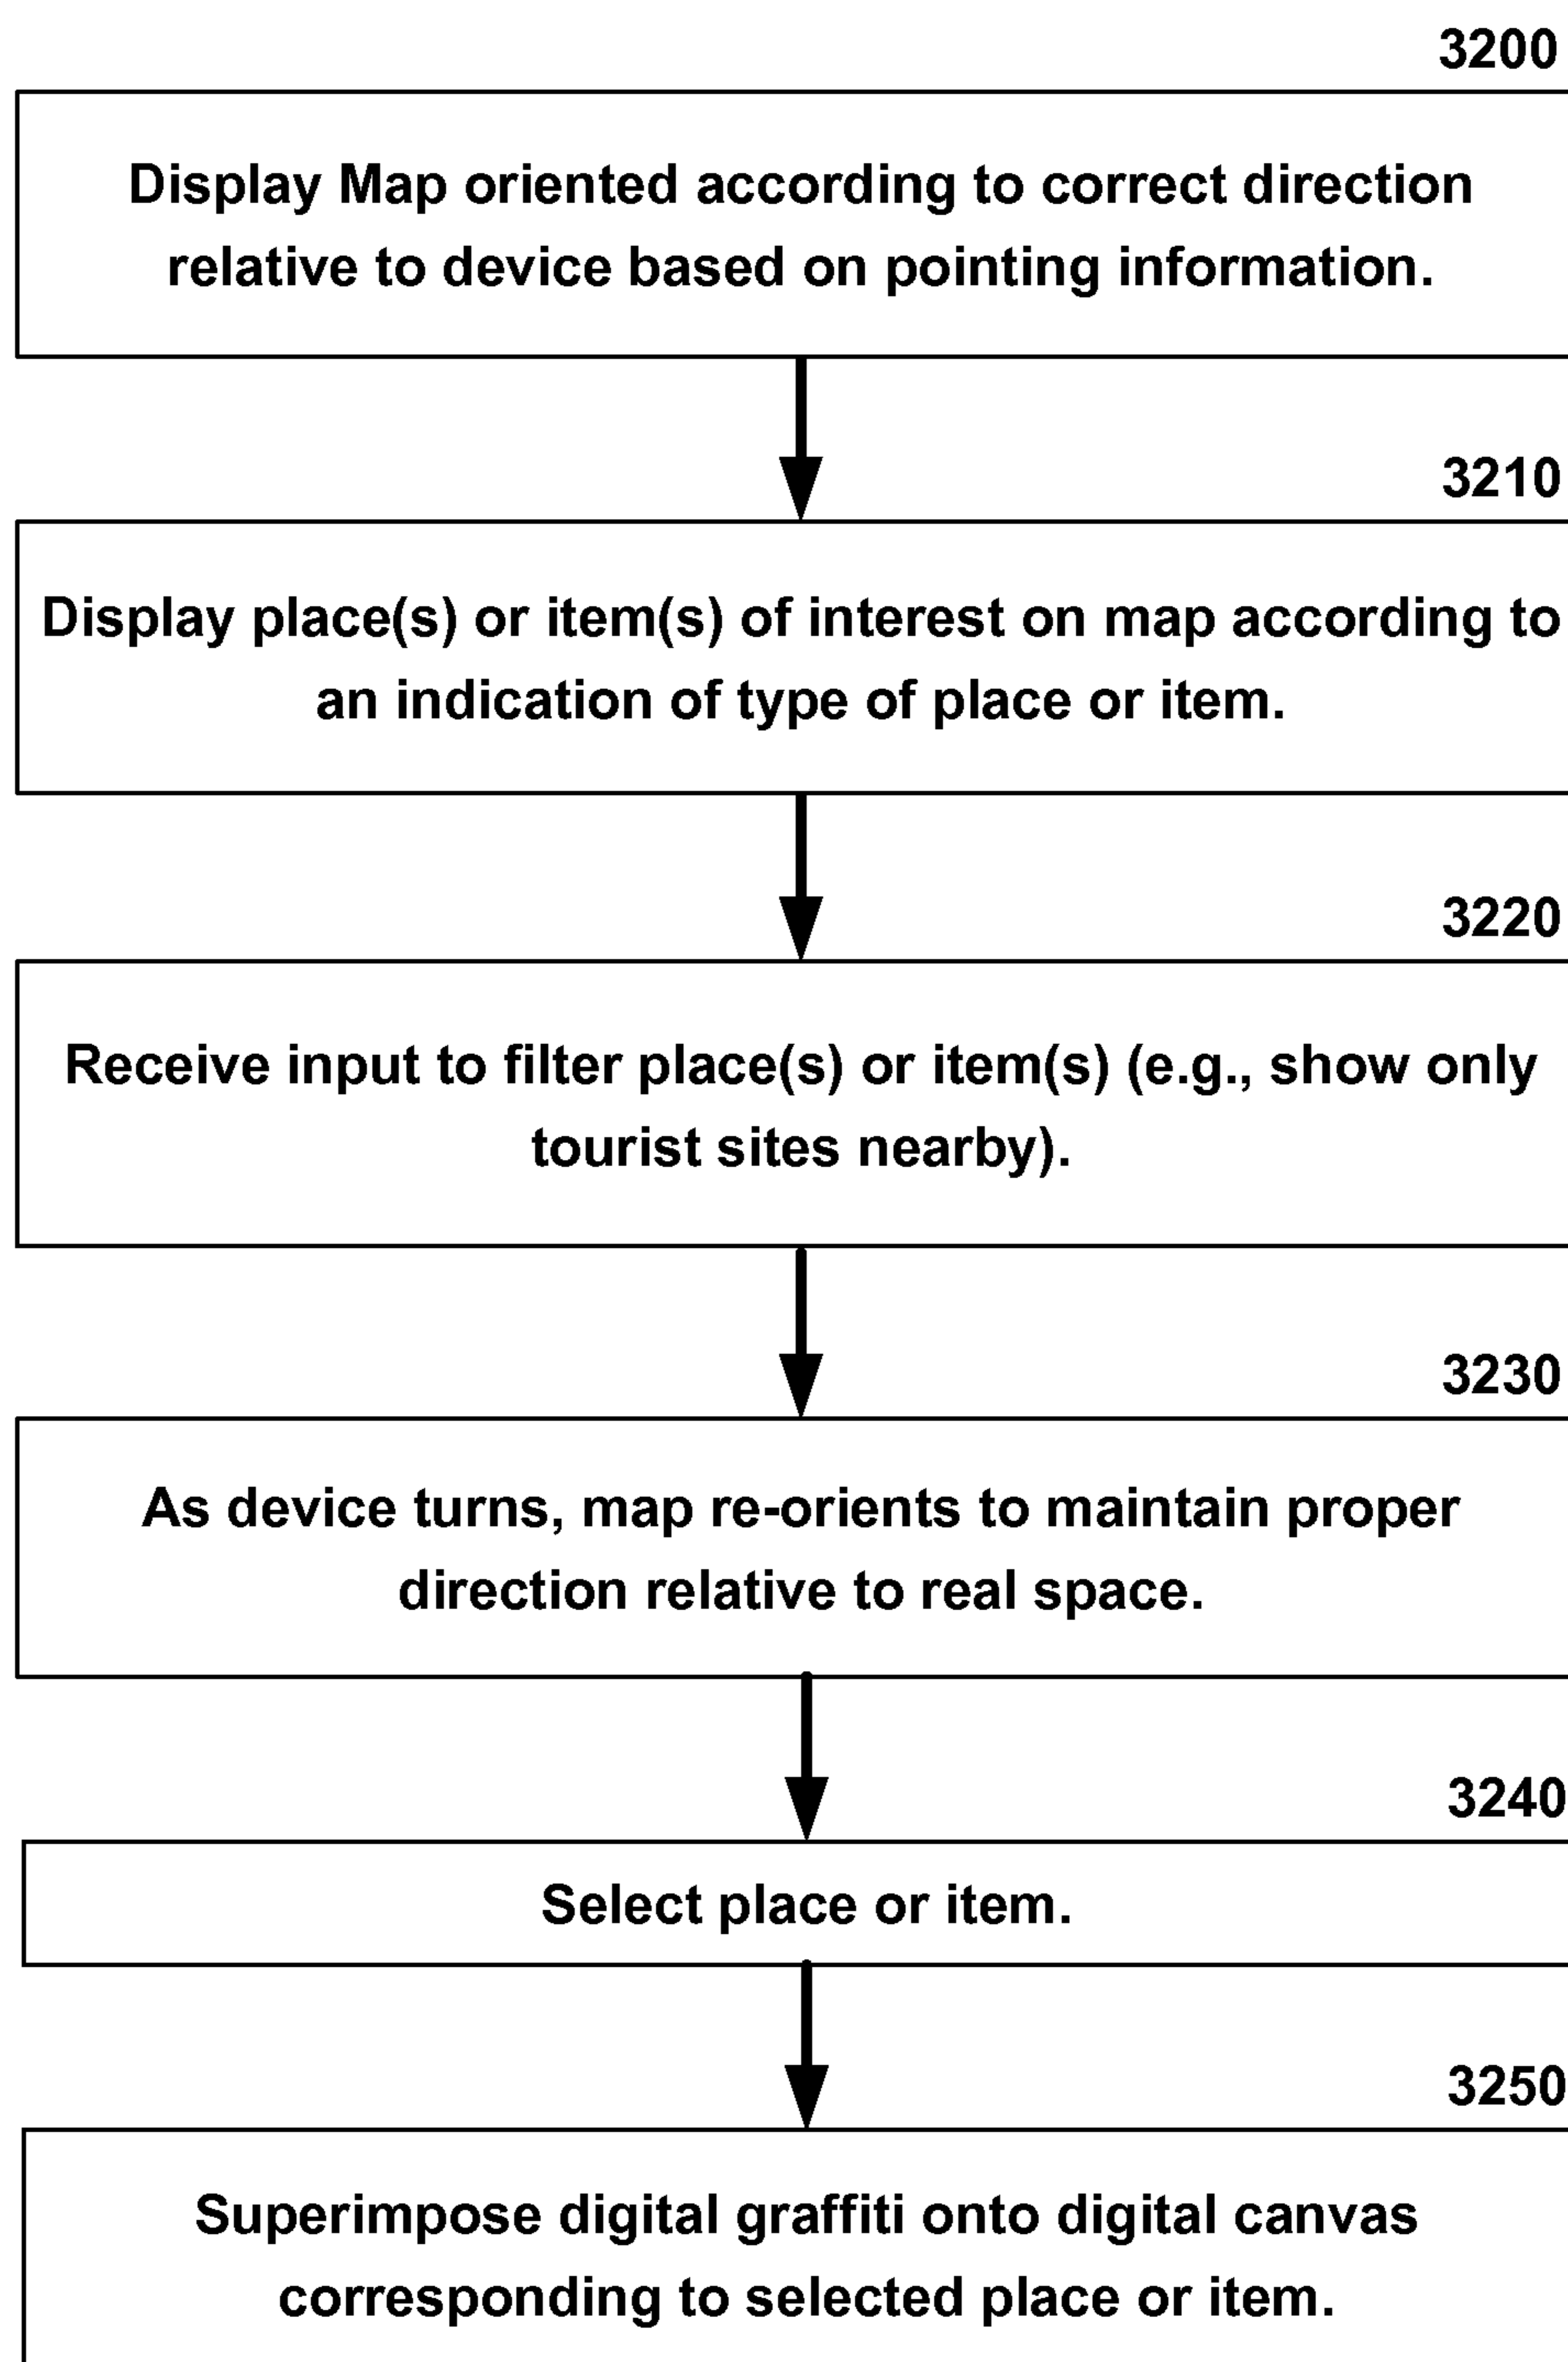 3200
Display Map oriented according to correct direction
relative to device based on pointing information.
3210
Display place(s) or item(s) of interest on map according to
an indication of type of place or item.
3220
Receive input to filter place(s) or item(s) (e.g., show only
tourist sites nearby).
3230
As device turns, map re-orients to maintain proper
direction relative to real space.
3240
Select place or item.
3250
Superimpose digital graffiti onto digital canvas
corresponding to selected place or item.